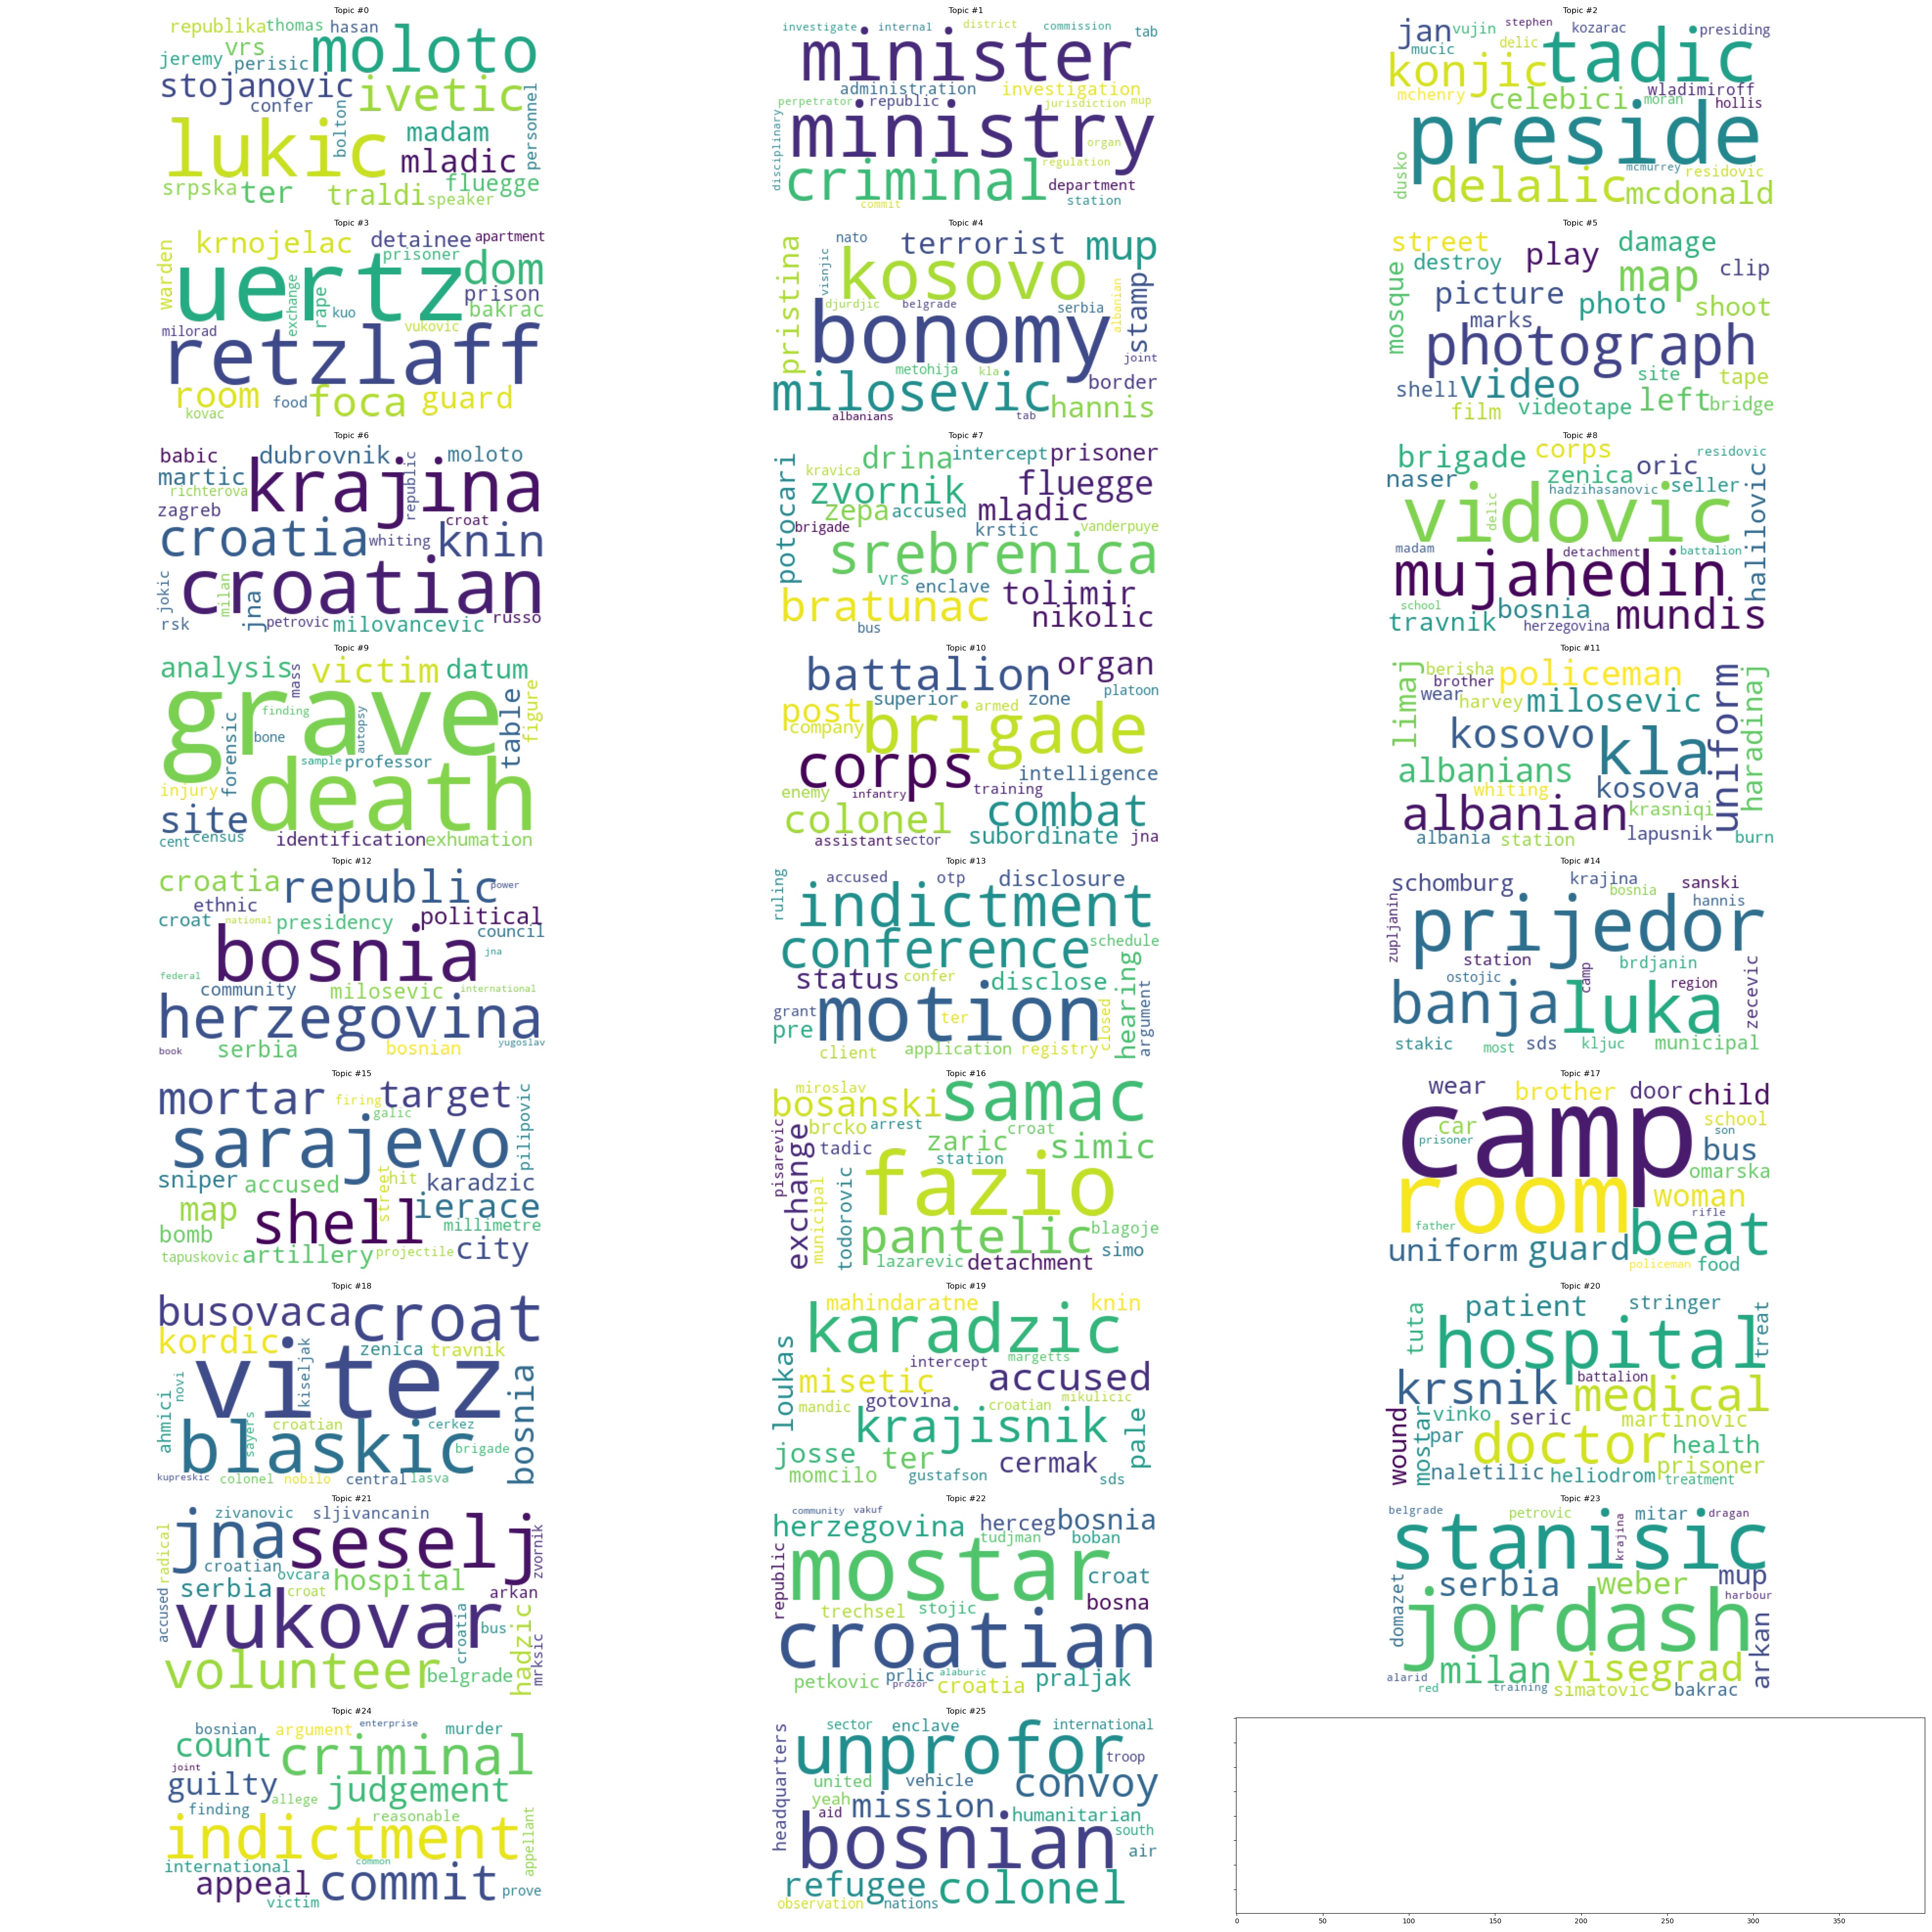 Topic #0
republika thomas hasan
vrs moloto
jeremy perisic
stojanovic ivetic
confer
bolton personnel
lukic madam
mladic
srpska ter traldi fluegge
speaker
Topic #1
investigate internal district commission tab
minister
administration investigation
perpetrator republic jurisdiction mup
disciplinary ministry
organ
regulation
criminal department
station
commit
Topic #2
jan vujin stephen kozarac presiding
mucic delic tadic
konjic
mchenry celebici moran wladimiroff
hollis
preside
dusko mcmurrey residovic
delalic mcdonald
Topic #3
warden krnojelac detainee apartment
prisoner
uertz dom
exchange rape kuo prison
bakrac
milorad vukovic
retzlaff
room food foca guard
kovac
Topic #4
pristina nato terrorist mup
visnjic kosovo
djurdjic belgrade serbia albanian stamp
bonomy
joint
metohija kla border
milosevic hannis
albanians tab
Topic #5
street play damage
mosque destroy map clip
picture photo shoot
marks
photograph
shell video site tape
film videotape left bridge
Topic #6
babic dubrovnik moloto
martic krajina
richterova republic
zagreb croat
croatia whiting knin
jokic milan croatian
rsk jna petrovic milovancevic russo
Topic #7
potocari drina intercept prisoner
kravica
zvornik fluegge
zepa accused mladic
brigade krstic vanderpuye
srebrenica
vrs enclave tolimir
bratunac nikolic
bus
Topic #8
brigade corps residovic
naser zenica oric
hadzihasanovic seller
vidovic delic halilovic
madam detachment battalion
mujahedin
school bosnia mundis
travnik herzegovina
Topic #9
analysis mass victim datum
grave table figure
finding
forensic bone autopsy
sample professor
injury death
site
cent census identification exhumation
Topic #10
battalion organ
superior zone platoon
post armed
company brigade
corps intelligence
enemy infantry training
colonel combat
subordinate jna
assistant sector
Topic #11
limaj berisha policeman uniform haradinaj
brother
wear harvey milosevic
kosovo kla
albanians kosova
whiting krasniqi
albanian lapusnik
albania station burn
Topic #12
croatia republic power
ethnic
croat national presidency political
council
bosnia jna
federal
community milosevic international
herzegovina
book serbia bosnian yugoslav
Topic #13
ruling accused otp disclosure
indictment
conference schedule
status confer disclose hearing argument
grant motion closed
pre ter
client application registry
Topic #14
schomburg krajina sanski
bosnia hannis
zupljanin prijedor
station camp brdjanin
ostojic region zecevic
banja luka
stakic most sds kljuc municipal
Topic #15
mortar firing target pilipovic
galic
sarajevo
sniper accused street hit karadzic
map shell ierace
bomb millimetre
tapuskovic artillery projectile city
Topic #16
miroslav samac
bosanski
pisarevic brcko arrest croat
exchange tadic zaric simic
station
municipal todorovic fazio
pantelic blagoje
simo
lazarevic detachment
Topic #17
wear brother door child
camp school
car son
prisoner bus
omarska
room woman
father rifle
uniform guard beat
policeman food
Topic #18
busovaca croat
kordic
zenica travnik
kiseljak
ahmici novi vitez bosnia
sayers croatian cerkez
blaskic brigade
kupreskic colonel nobilo central lasva
Topic #19
mahindaratne knin
karadzic
loukas intercept margetts
misetic accused
mikulicic
mandic gotovina croatian
krajisnik pale
josse ter cermak
momcilo gustafson sds
Topic #20
tuta patient stringer treat
hospital
krsnik battalion medical
wound mostar vinko seric martinovic
par doctor health
prisoner
naletilic heliodrom treatment
Topic #21
zivanovic sljivancanin
radical jna seselj zvornik
croatian ovcara
serbia croat hospital arkan
accused vukovar croatia bus hadzic
volunteer belgrade mrksic
Topic #22
community vakuf
herzegovina herceg bosnia
tudjman boban
republic mostar croat
trechsel stojic bosna
croatian
petkovic prlic alaburic praljak
prozor croatia
Topic #23
belgrade petrovic mitar dragan
stanisic
krajina
serbia weber mup
domazet harbour
jordash arkan
milan visegrad
alarid red training simatovic bakrac
Topic #24
bosnian argument enterprise murder
count criminal
joint
guilty judgement
allege
finding reasonable
indictment appellant
international common
appeal commit prove
victim
Topic #25
headquarters sector enclave international
unprofor troop
united vehicle convoy
yeah
aid mission humanitarian
south
bosnian air
refugee colonel
observation nations
0 50 100 150 200 250 300 350